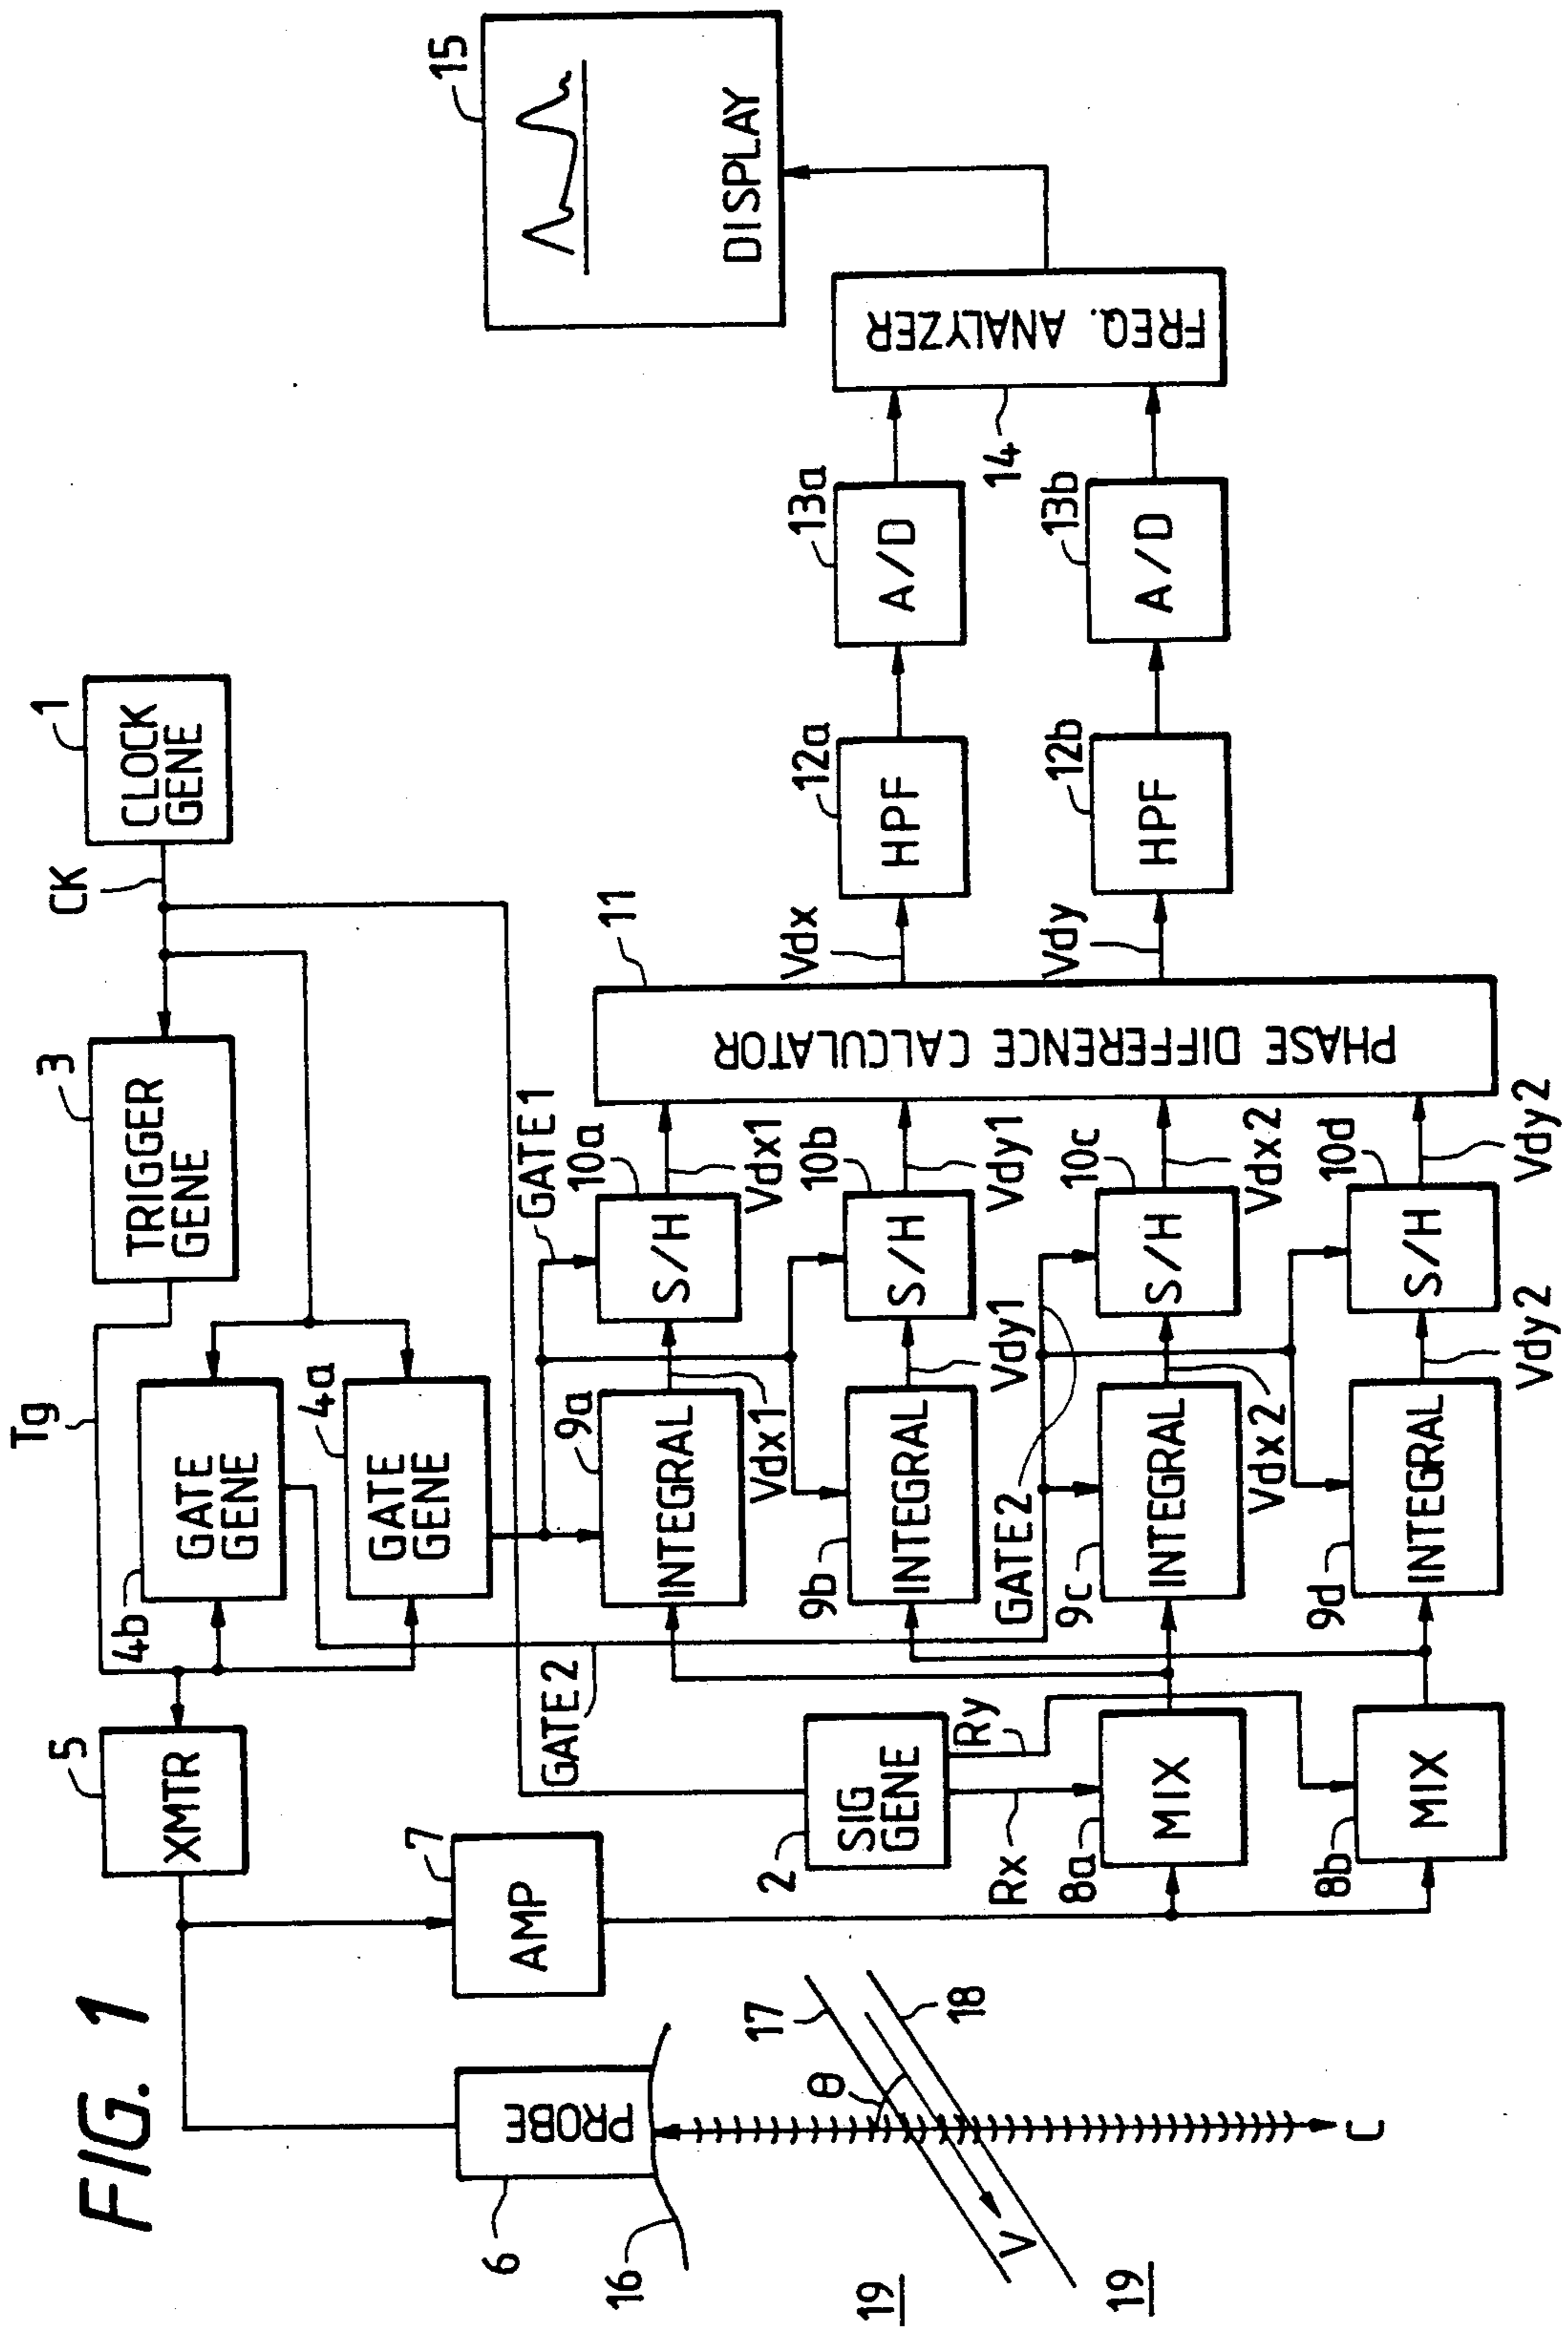 FIG. 1
Tg
CK
1
CLOCK
GENE
3
TRIGGER
GENE
4b
GATE
GENE
4a
GATE
GENE
5
XMTR
7
AMP
6
PROBE
16
17
18
θ
V
C
19
19
GATE 2
2
SIG
GENE
Rx
Ry
8a
MIX
8b
MIX
9a
INTEGRAL
Vdx1
GATE 1
10a
S/H
Vdx1
9b
INTEGRAL
Vdy1
10b
S/H
Vdy1
GATE 2
9c
INTEGRAL
Vdx2
10c
S/H
Vdx2
9d
INTEGRAL
Vdy2
10d
S/H
Vdy2
11
PHASE DIFFERENCE CALCULATOR
Vdx
12a
HPF
13a
A/D
Vdy
12b
HPF
13b
A/D
14
FREQ. ANALYZER
15
DISPLAY